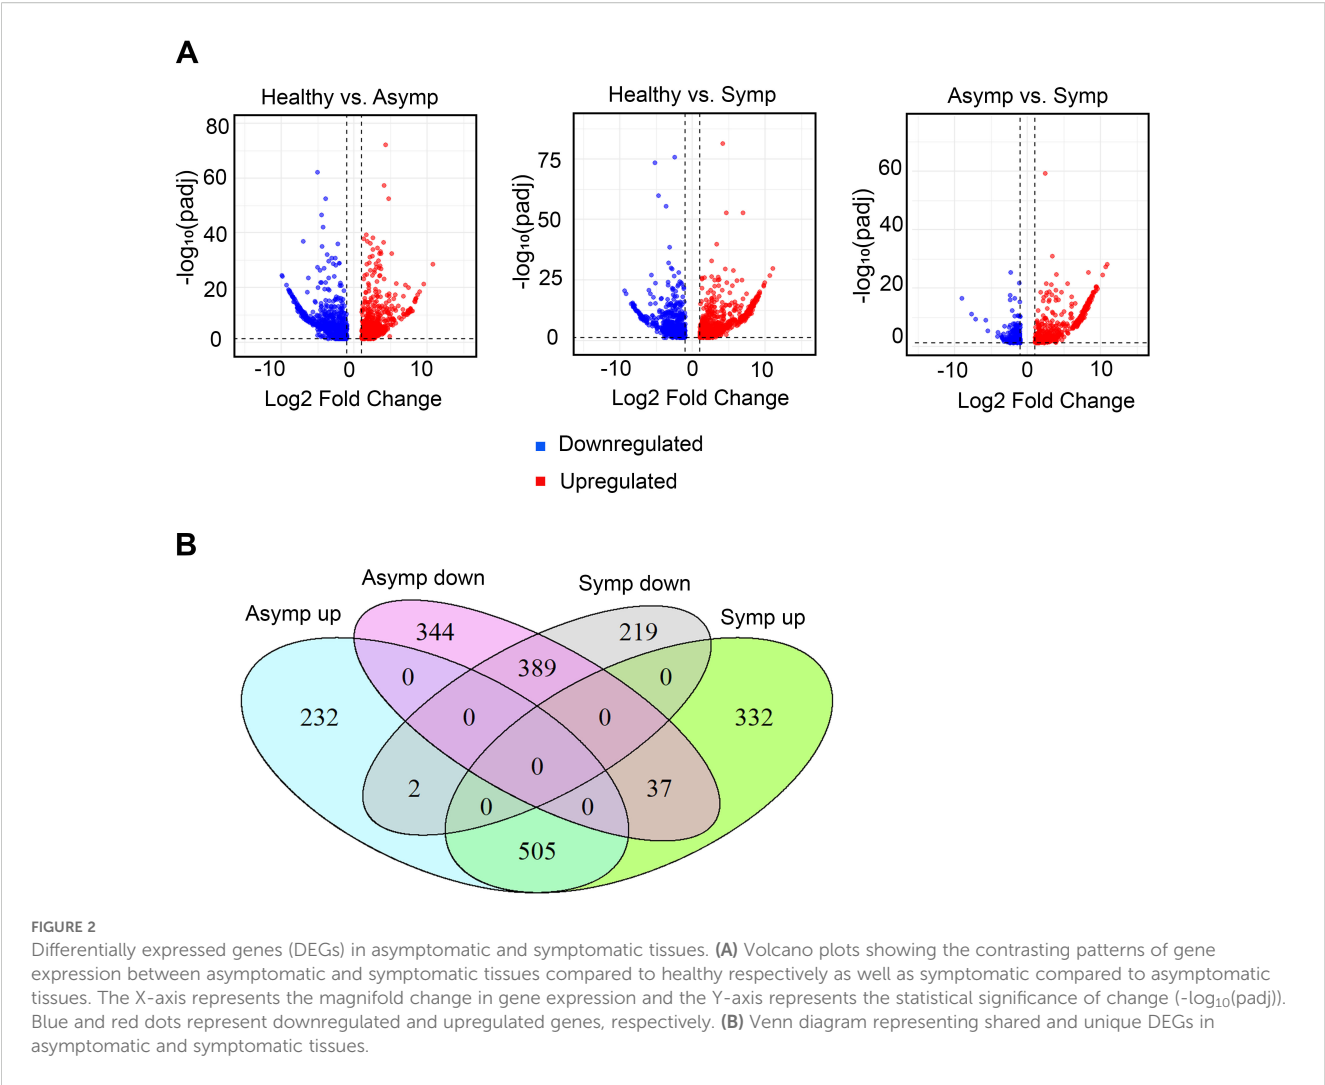 A
Healthy vs. Asymp
80
60
40
20
0
-10
0
10
-log₁₀(padj)
Log2 Fold Change
Healthy vs. Symp
75
50
25
0
-10
0
10
-log₁₀(padj)
Log2 Fold Change
Asymp vs. Symp
60
40
20
0
-10
0
10
-log₁₀(padj)
Log2 Fold Change
Downregulated
Upregulated
B
Asymp down
Symp down
Asymp up
Symp up
344
219
389
0
0
232
0
0
332
0
2
37
0
0
505
FIGURE 2
Differentially expressed genes (DEGs) in asymptomatic and symptomatic tissues. (A) Volcano plots showing the contrasting patterns of gene
expression between asymptomatic and symptomatic tissues compared to healthy respectively as well as symptomatic compared to asymptomatic
tissues. The X-axis represents the magnifold change in gene expression and the Y-axis represents the statistical significance of change (-log₁₀(padj)).
Blue and red dots represent downregulated and upregulated genes, respectively. (B) Venn diagram representing shared and unique DEGs in
asymptomatic and symptomatic tissues.